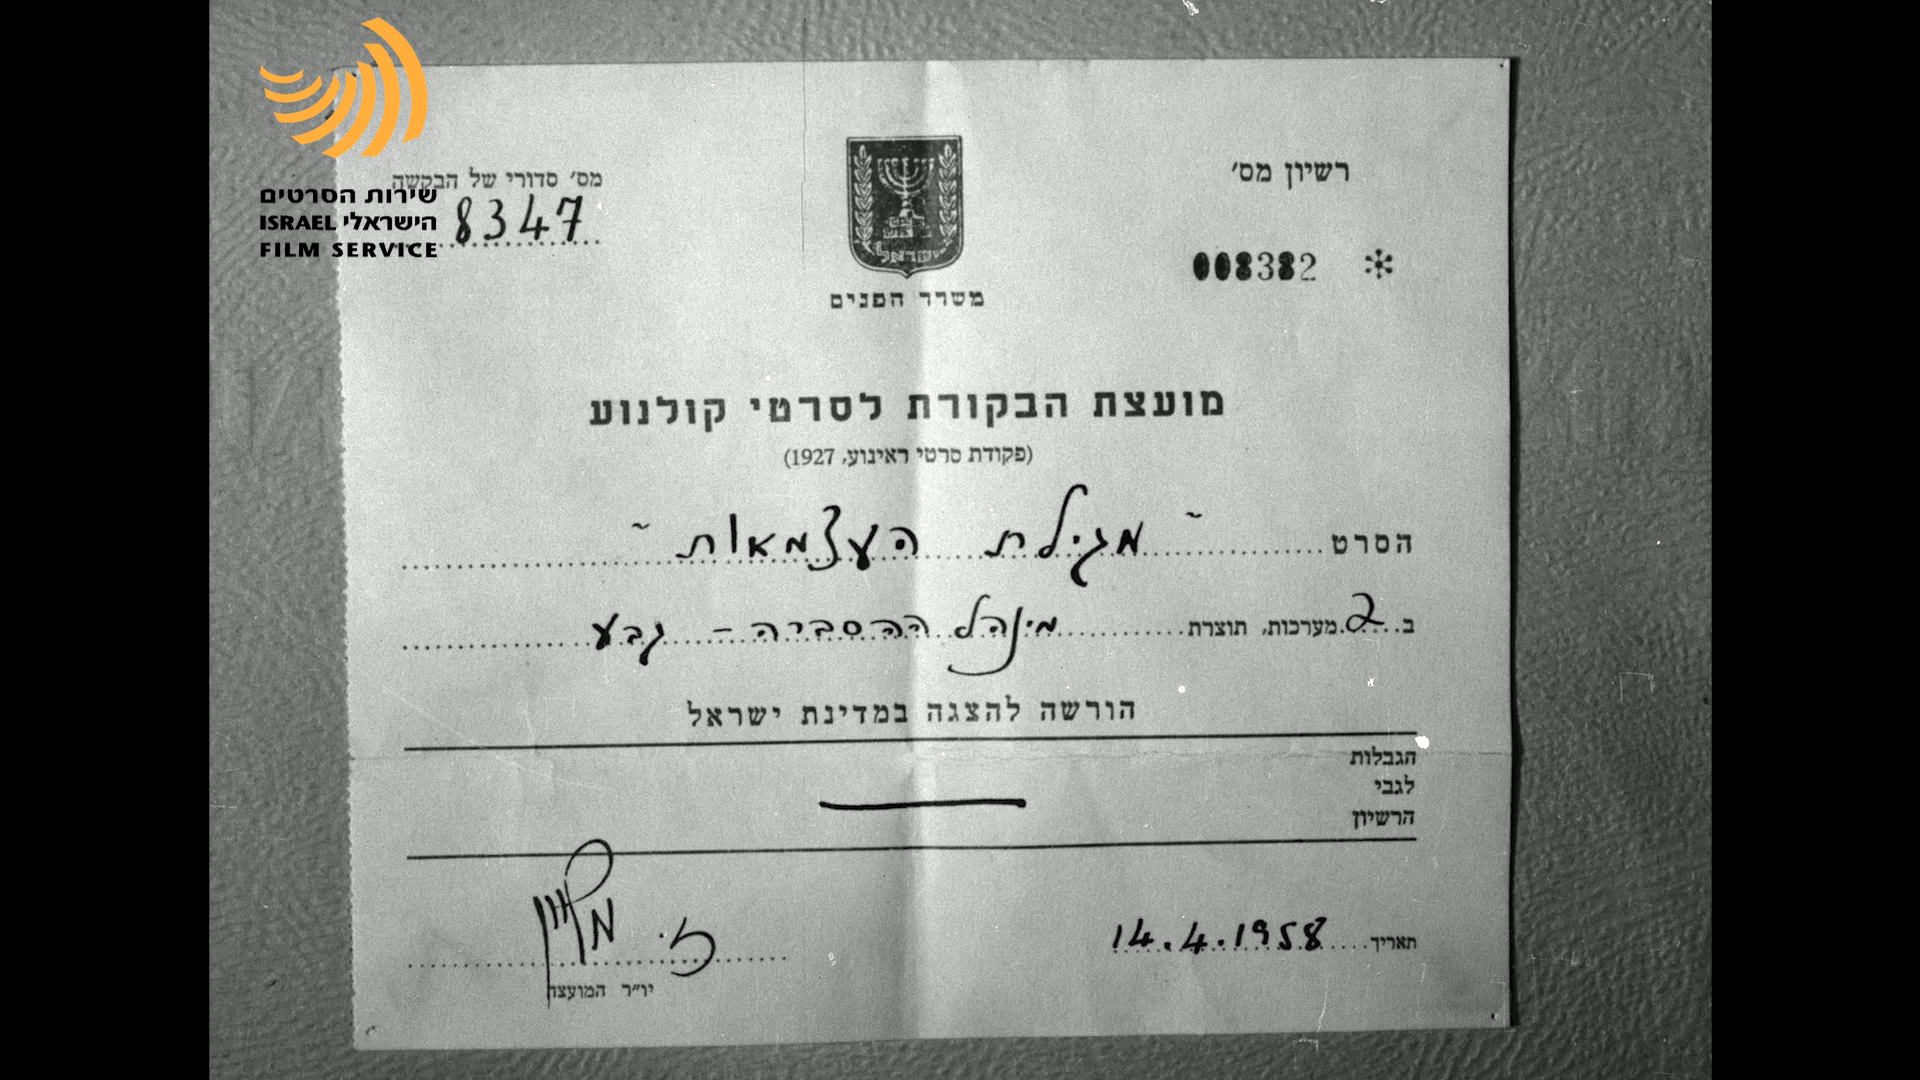 שירות הסרטים
הישראלי ISRAEL
FILM SERVICE
רשיון מס׳
008382 *
ישראל
משרד הפנים
מס׳ סדורי של הבקשה
8347
מועצת הבקורת לסרטי קולנוע
(פקודת סרטי ראינוע, 1927)
הסרט "מגילת העצמאות"
ב 2 מערכות, תוצרת מינהל ההסברה - גבע
הורשה להצגה במדינת ישראל
הגבלות
לגבי
הרשיון
תאריך 14.4.1958
יו״ר המועצה